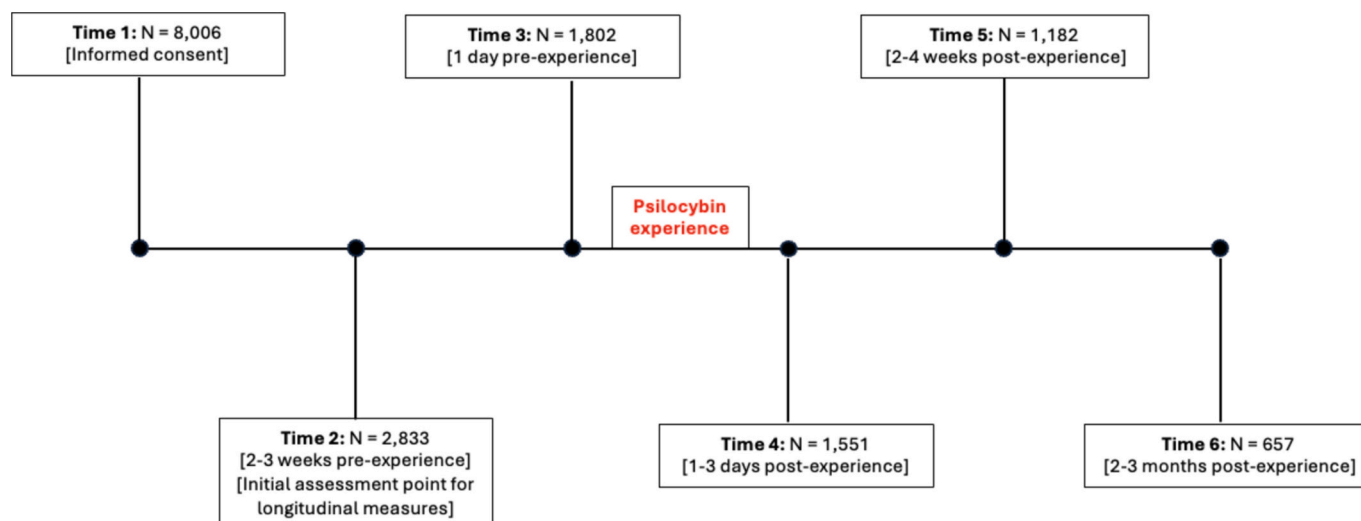 Time 1: N = 8,006
[Informed consent]
Time 3: N = 1,802
[1 day pre-experience]
Time 5: N = 1,182
[2-4 weeks post-experience]
Psilocybin
experience
Time 2: N = 2,833
[2-3 weeks pre-experience]
[Initial assessment point for
longitudinal measures]
Time 4: N = 1,551
[1-3 days post-experience]
Time 6: N = 657
[2-3 months post-experience]